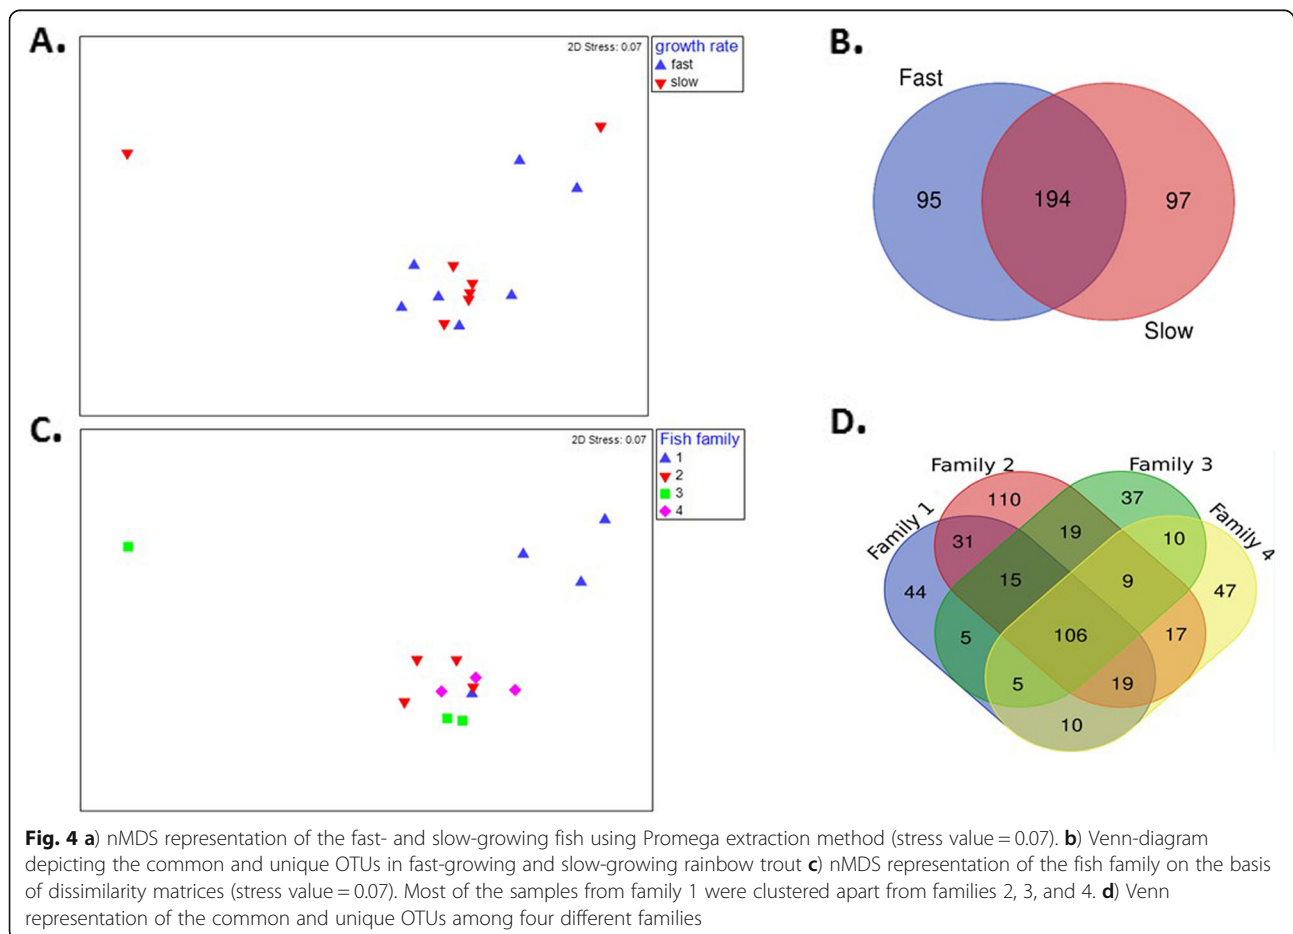 A.
2D Stress: 0.07
growth rate
fast
slow
B.
Fast
95
194
97
Slow
C.
2D Stress: 0.07
Fish family
1
2
3
4
D.
Family 2
Family 3
Family 1
Family 4
110
37
31
19
10
44
15
9
47
5
106
17
5
19
10
Fig. 4 a) nMDS representation of the fast- and slow-growing fish using Promega extraction method (stress value = 0.07). b) Venn-diagram
depicting the common and unique OTUs in fast-growing and slow-growing rainbow trout c) nMDS representation of the fish family on the basis
of dissimilarity matrices (stress value = 0.07). Most of the samples from family 1 were clustered apart from families 2, 3, and 4. d) Venn
representation of the common and unique OTUs among four different families